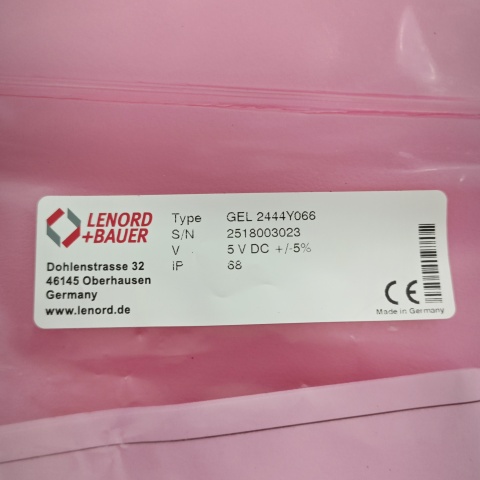 LENORD
+BAUER
Dohlenstrasse 32
46145 Oberhausen
Germany
www.lenord.de
Type GEL 2444Y066
S/N 2518003023
V 5 V DC +/-5%
IP 68
CE
Made in Germany